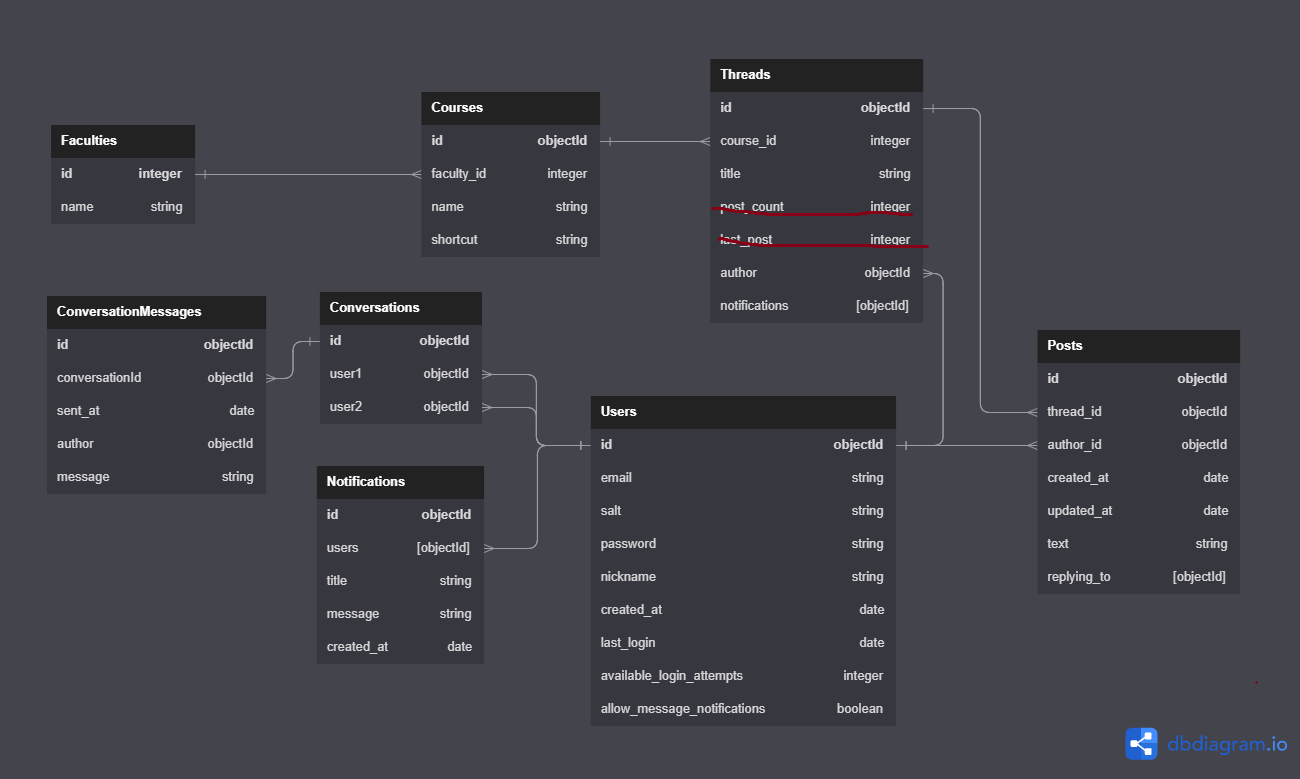 Faculties
id integer
name string
Courses
id objectId
faculty_id integer
name string
shortcut string
Threads
id objectId
course_id integer
title string
post_count integer
last_post integer
author objectId
notifications [objectId]
ConversationMessages
id objectId
conversationId objectId
sent_at date
author objectId
message string
Conversations
id objectId
user1 objectId
user2 objectId
Notifications
id objectId
users [objectId]
title string
message string
created_at date
Users
id objectId
email string
salt string
password string
nickname string
created_at date
last_login date
available_login_attempts integer
allow_message_notifications boolean
Posts
id objectId
thread_id objectId
author_id objectId
created_at date
updated_at date
text string
replying_to [objectId]
dbdiagram.io